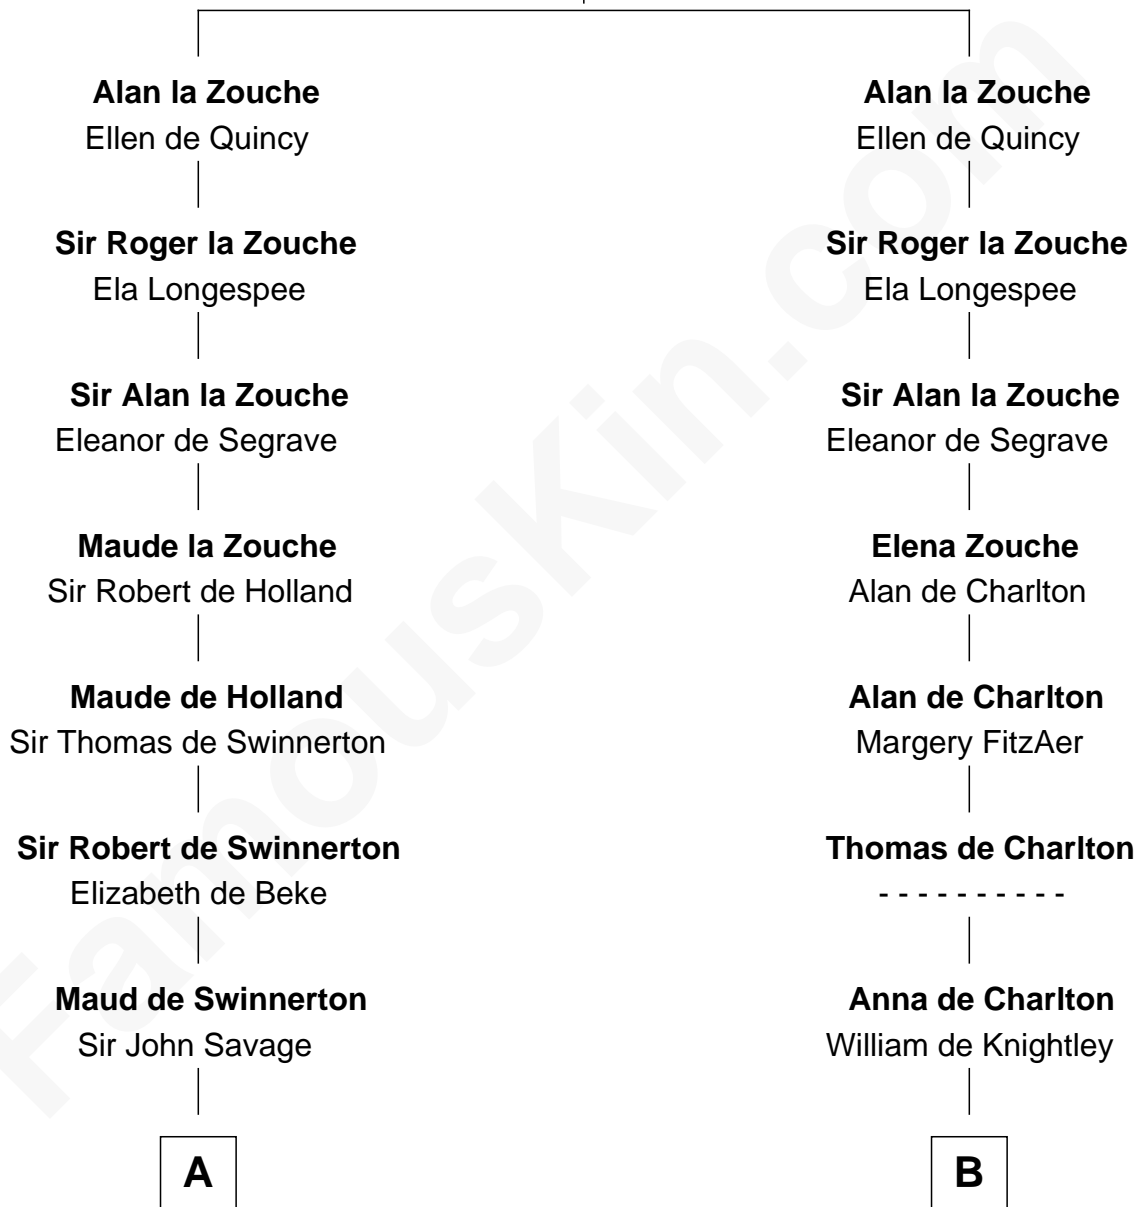 Alan la Zouche
Ellen de Quincy
Sir Roger la Zouche
Ela Longespee
Sir Alan la Zouche
Eleanor de Segrave
Maude la Zouche
Sir Robert de Holland
Maude de Holland
Sir Thomas de Swinnerton
Sir Robert de Swinnerton
Elizabeth de Beke
Maud de Swinnerton
Sir John Savage
A
Alan la Zouche
Ellen de Quincy
Sir Roger la Zouche
Ela Longespee
Sir Alan la Zouche
Eleanor de Segrave
Elena Zouche
Alan de Charlton
Alan de Charlton
Margery FitzAer
Thomas de Charlton
- - - - - - - - - -
Anna de Charlton
William de Knightley
B
FamousKin.com